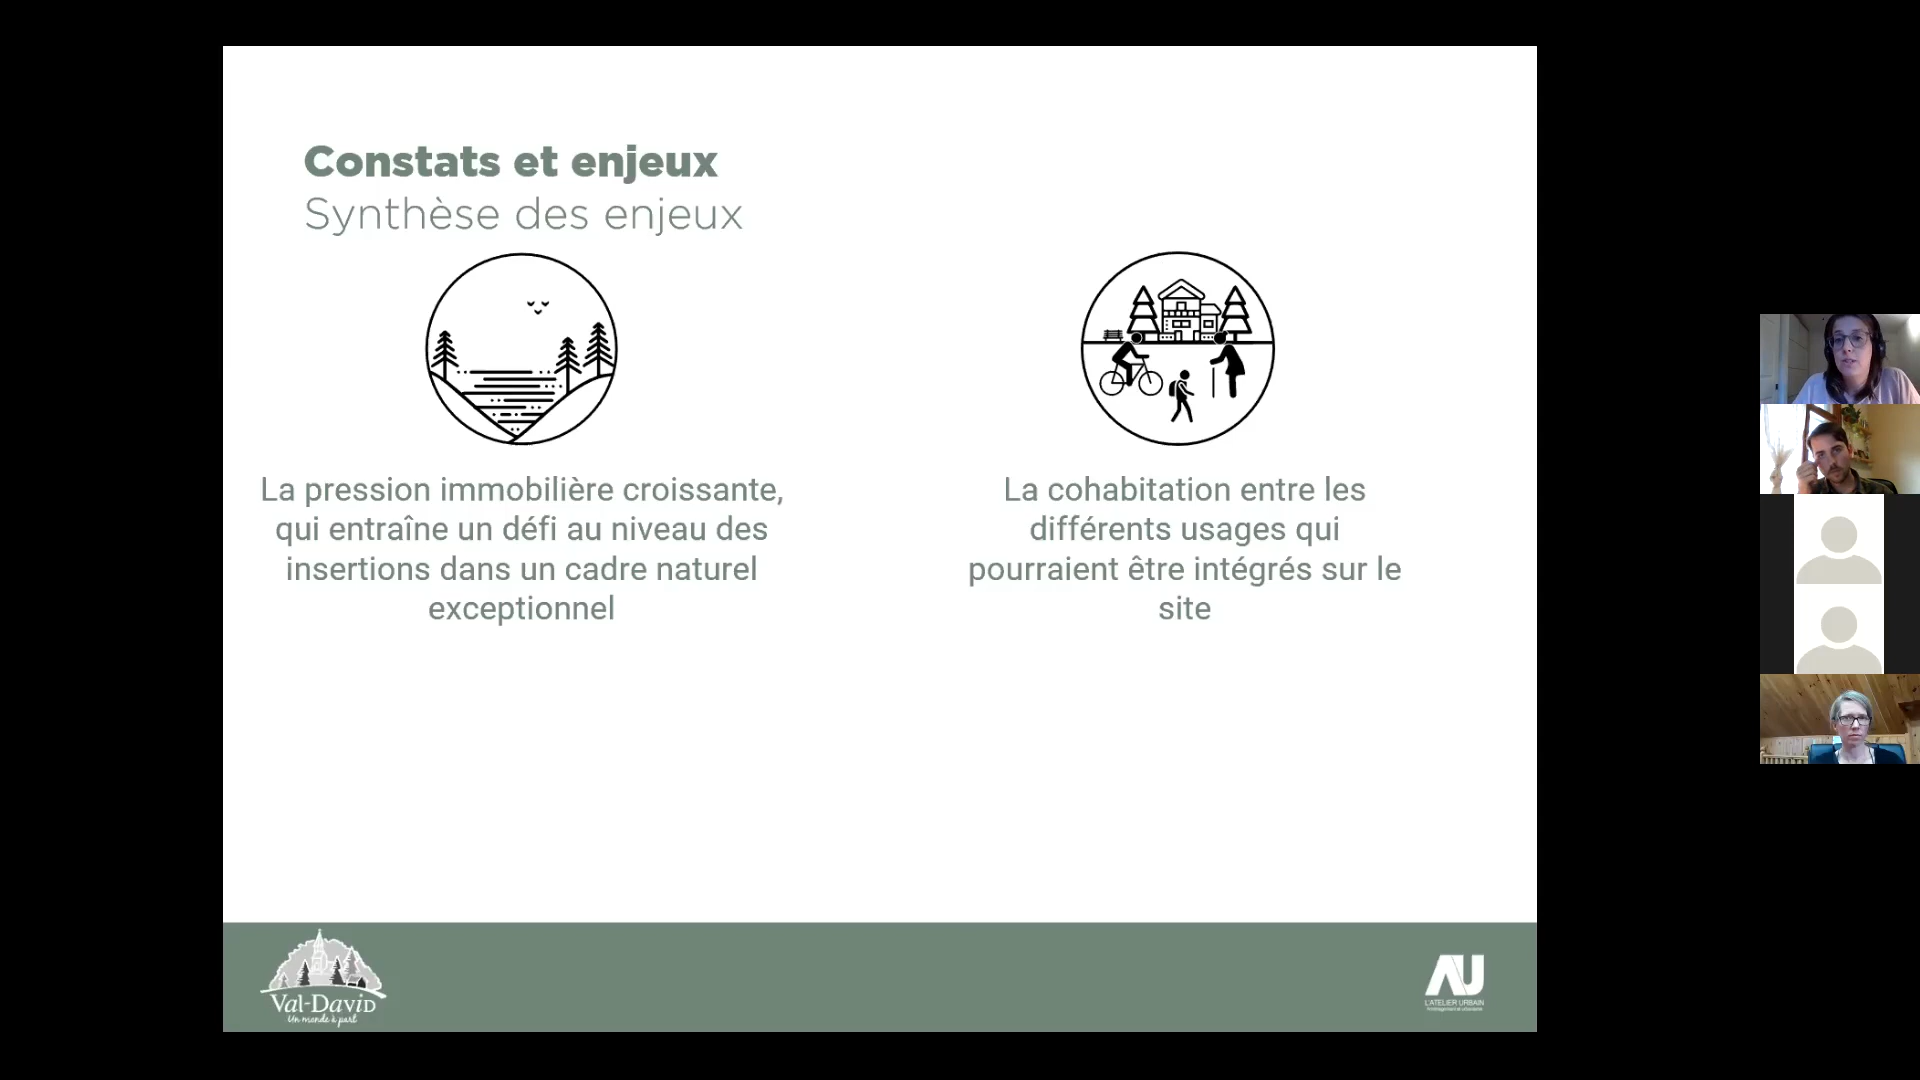 Constats et enjeux
Synthèse des enjeux
La pression immobilière croissante,
qui entraîne un défi au niveau des
insertions dans un cadre naturel
exceptionnel
La cohabitation entre les
différents usages qui
pourraient être intégrés sur le
site
Val-David
Un monde à part
AU
L'ATELIER URBAIN